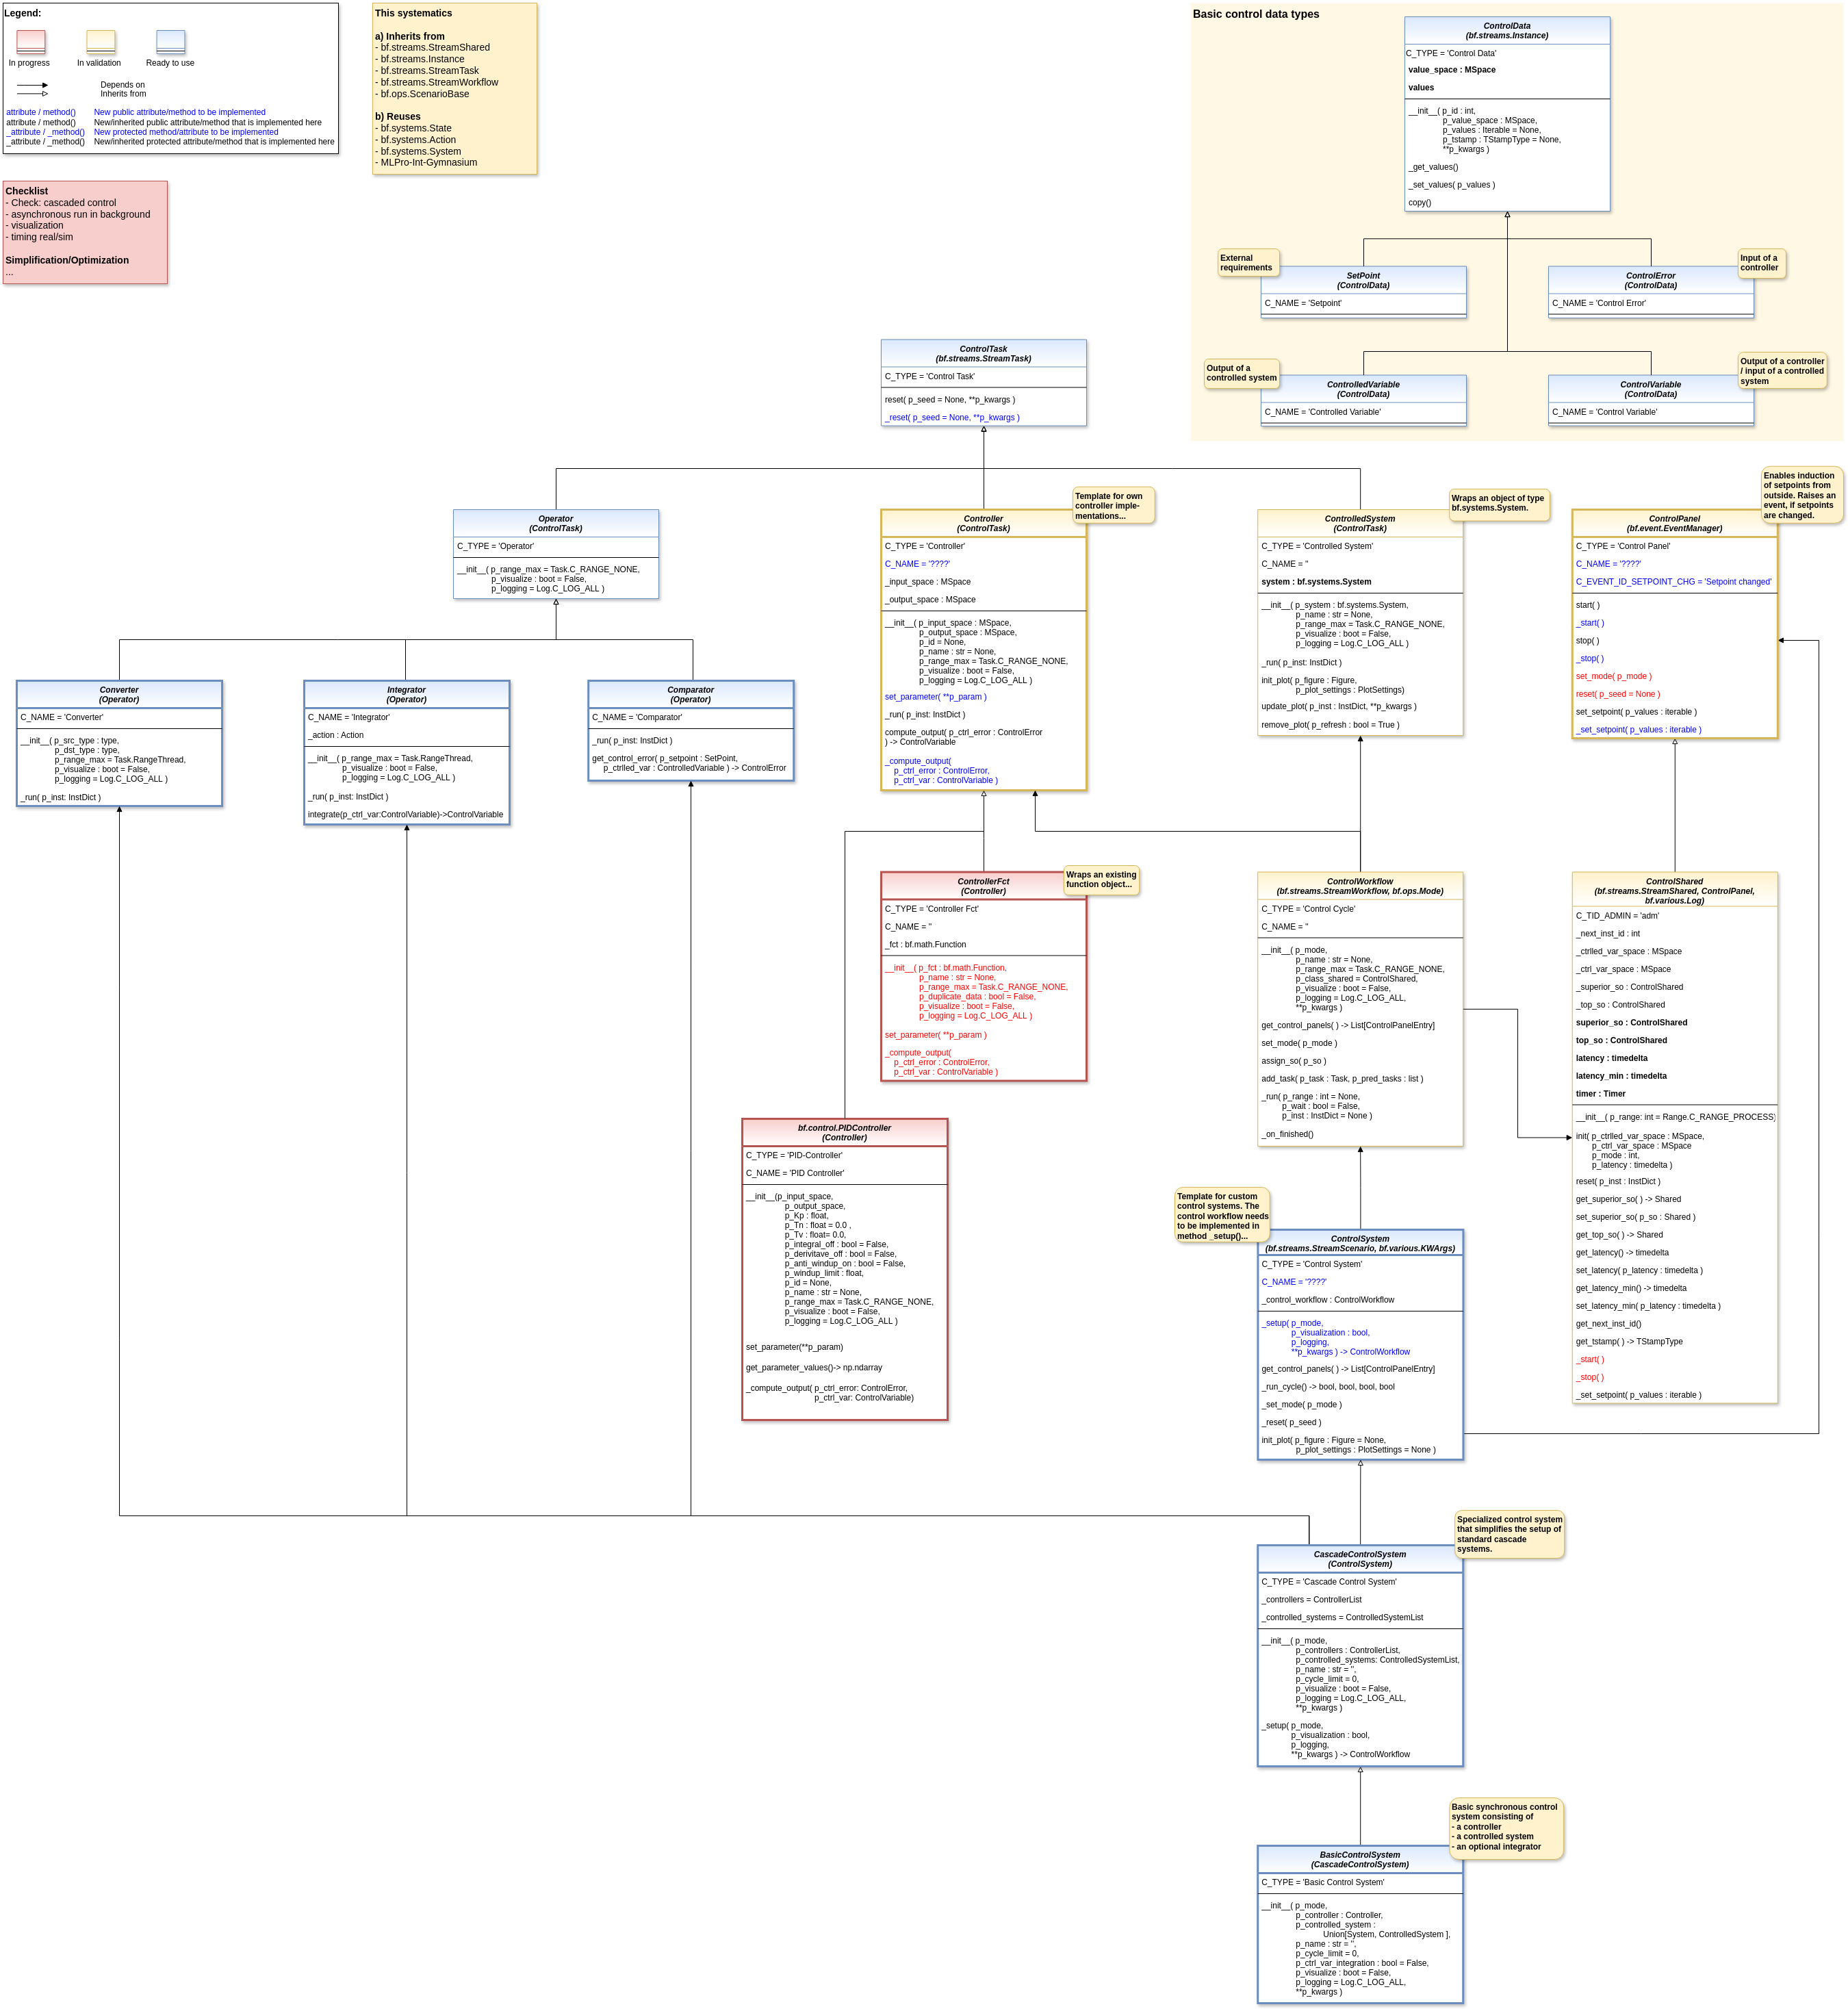 Legend:
In progress
In validation
Ready to use
Depends on
Inherits from
attribute / method() New public attribute/method to be implemented
attribute / method() New/inherited public attribute/method that is implemented here
_attribute / _method() New protected method/attribute to be implemented
_attribute / _method() New/inherited protected attribute/method that is implemented here
This systematics
a) Inherits from
- bf.streams.StreamShared
- bf.streams.Instance
- bf.streams.StreamTask
- bf.streams.StreamWorkflow
- bf.ops.ScenarioBase
b) Reuses
- bf.systems.State
- bf.systems.Action
- bf.systems.System
- MLPro-Int-Gymnasium
Checklist
- Check: cascaded control
- asynchronous run in background
- visualization
- timing real/sim
Simplification/Optimization
...
Basic control data types
ControlData
(bf.streams.Instance)
C_TYPE = 'Control Data'
value_space : MSpace
values
__init__( p_id : int,
p_value_space : MSpace,
p_values : Iterable = None,
p_tstamp : TStampType = None,
**p_kwargs )
_get_values()
_set_values( p_values )
copy()
External
requirements
SetPoint
(ControlData)
C_NAME = 'Setpoint'
Input of a
controller
ControlError
(ControlData)
C_NAME = 'Control Error'
Output of a
controlled system
ControlledVariable
(ControlData)
C_NAME = 'Controlled Variable'
Output of a controller
/ input of a controlled
system
ControlVariable
(ControlData)
C_NAME = 'Control Variable'
ControlTask
(bf.streams.StreamTask)
C_TYPE = 'Control Task'
reset( p_seed = None, **p_kwargs )
_reset( p_seed = None, **p_kwargs )
Operator
(ControlTask)
C_TYPE = 'Operator'
__init__( p_range_max = Task.C_RANGE_NONE,
p_visualize : boot = False,
p_logging = Log.C_LOG_ALL )
Template for own
controller imple-
mentations...
Controller
(ControlTask)
C_TYPE = 'Controller'
C_NAME = '????'
_input_space : MSpace
_output_space : MSpace
__init__( p_input_space : MSpace,
p_output_space : MSpace,
p_id = None,
p_name : str = None,
p_range_max = Task.C_RANGE_NONE,
p_visualize : boot = False,
p_logging = Log.C_LOG_ALL )
set_parameter( **p_param )
_run( p_inst: InstDict )
compute_output( p_ctrl_error : ControlError
) -> ControlVariable
_compute_output(
p_ctrl_error : ControlError,
p_ctrl_var : ControlVariable )
Wraps an object of type
bf.systems.System.
ControlledSystem
(ControlTask)
C_TYPE = 'Controlled System'
C_NAME = ''
system : bf.systems.System
__init__( p_system : bf.systems.System,
p_name : str = None,
p_range_max = Task.C_RANGE_NONE,
p_visualize : boot = False,
p_logging = Log.C_LOG_ALL )
_run( p_inst: InstDict )
init_plot( p_figure : Figure,
p_plot_settings : PlotSettings)
update_plot( p_inst : InstDict, **p_kwargs )
remove_plot( p_refresh : bool = True )
Enables induction
of setpoints from
outside. Raises an
event, if setpoints
are changed.
ControlPanel
(bf.event.EventManager)
C_TYPE = 'Control Panel'
C_NAME = '????'
C_EVENT_ID_SETPOINT_CHG = 'Setpoint changed'
start( )
_start( )
stop( )
_stop( )
set_mode( p_mode )
reset( p_seed = None )
set_setpoint( p_values : iterable )
_set_setpoint( p_values : iterable )
Converter
(Operator)
C_NAME = 'Converter'
__init__( p_src_type : type,
p_dst_type : type,
p_range_max = Task.RangeThread,
p_visualize : boot = False,
p_logging = Log.C_LOG_ALL )
_run( p_inst: InstDict )
Integrator
(Operator)
C_NAME = 'Integrator'
_action : Action
__init__( p_range_max = Task.RangeThread,
p_visualize : boot = False,
p_logging = Log.C_LOG_ALL )
_run( p_inst: InstDict )
integrate(p_ctrl_var:ControlVariable)->ControlVariable
Comparator
(Operator)
C_NAME = 'Comparator'
_run( p_inst: InstDict )
get_control_error( p_setpoint : SetPoint,
p_ctrlled_var : ControlledVariable ) -> ControlError
Wraps an existing
function object...
ControllerFct
(Controller)
C_TYPE = 'Controller Fct'
C_NAME = ''
_fct : bf.math.Function
__init__( p_fct : bf.math.Function,
p_name : str = None,
p_range_max = Task.C_RANGE_NONE,
p_duplicate_data : bool = False,
p_visualize : boot = False,
p_logging = Log.C_LOG_ALL )
set_parameter( **p_param )
_compute_output(
p_ctrl_error : ControlError,
p_ctrl_var : ControlVariable )
ControlWorkflow
(bf.streams.StreamWorkflow, bf.ops.Mode)
C_TYPE = 'Control Cycle'
C_NAME = ''
__init__( p_mode,
p_name : str = None,
p_range_max = Task.C_RANGE_NONE,
p_class_shared = ControlShared,
p_visualize : boot = False,
p_logging = Log.C_LOG_ALL,
**p_kwargs )
get_control_panels( ) -> List[ControlPanelEntry]
set_mode( p_mode )
assign_so( p_so )
add_task( p_task : Task, p_pred_tasks : list )
_run( p_range : int = None,
p_wait : bool = False,
p_inst : InstDict = None )
_on_finished()
ControlShared
(bf.streams.StreamShared, ControlPanel,
bf.various.Log)
C_TID_ADMIN = 'adm'
_next_inst_id : int
_ctrlled_var_space : MSpace
_ctrl_var_space : MSpace
_superior_so : ControlShared
_top_so : ControlShared
superior_so : ControlShared
top_so : ControlShared
latency : timedelta
latency_min : timedelta
timer : Timer
__init__( p_range: int = Range.C_RANGE_PROCESS)
init( p_ctrlled_var_space : MSpace,
p_ctrl_var_space : MSpace
p_mode : int,
p_latency : timedelta )
reset( p_inst : InstDict )
get_superior_so( ) -> Shared
set_superior_so( p_so : Shared )
get_top_so( ) -> Shared
get_latency() -> timedelta
set_latency( p_latency : timedelta )
get_latency_min() -> timedelta
set_latency_min( p_latency : timedelta )
get_next_inst_id()
get_tstamp( ) -> TStampType
_start( )
_stop( )
_set_setpoint( p_values : iterable )
bf.control.PIDController
(Controller)
C_TYPE = 'PID-Controller'
C_NAME = 'PID Controller'
__init__(p_input_space,
p_output_space,
p_Kp : float,
p_Tn : float = 0.0 ,
p_Tv : float= 0.0,
p_integral_off : bool = False,
p_derivitave_off : bool = False,
p_anti_windup_on : bool = False,
p_windup_limit : float,
p_id = None,
p_name : str = None,
p_range_max = Task.C_RANGE_NONE,
p_visualize : boot = False,
p_logging = Log.C_LOG_ALL )
set_parameter(**p_param)
get_parameter_values()-> np.ndarray
_compute_output( p_ctrl_error: ControlError,
p_ctrl_var: ControlVariable)
Template for custom
control systems. The
control workflow needs
to be implemented in
method _setup()...
ControlSystem
(bf.streams.StreamScenario, bf.various.KWArgs)
C_TYPE = 'Control System'
C_NAME = '????'
_control_workflow : ControlWorkflow
_setup( p_mode,
p_visualization : bool,
p_logging,
**p_kwargs ) -> ControlWorkflow
get_control_panels( ) -> List[ControlPanelEntry]
_run_cycle() -> bool, bool, bool, bool
_set_mode( p_mode )
_reset( p_seed )
init_plot( p_figure : Figure = None,
p_plot_settings : PlotSettings = None )
Specialized control system
that simplifies the setup of
standard cascade
systems.
CascadeControlSystem
(ControlSystem)
C_TYPE = 'Cascade Control System'
_controllers = ControllerList
_controlled_systems = ControlledSystemList
__init__( p_mode,
p_controllers : ControllerList,
p_controlled_systems: ControlledSystemList,
p_name : str = '',
p_cycle_limit = 0,
p_visualize : boot = False,
p_logging = Log.C_LOG_ALL,
**p_kwargs )
_setup( p_mode,
p_visualization : bool,
p_logging,
**p_kwargs ) -> ControlWorkflow
Basic synchronous control
system consisting of
- a controller
- a controlled system
- an optional integrator
BasicControlSystem
(CascadeControlSystem)
C_TYPE = 'Basic Control System'
__init__( p_mode,
p_controller : Controller,
p_controlled_system :
Union[System, ControlledSystem ],
p_name : str = '',
p_cycle_limit = 0,
p_ctrl_var_integration : bool = False,
p_visualize : boot = False,
p_logging = Log.C_LOG_ALL,
**p_kwargs )